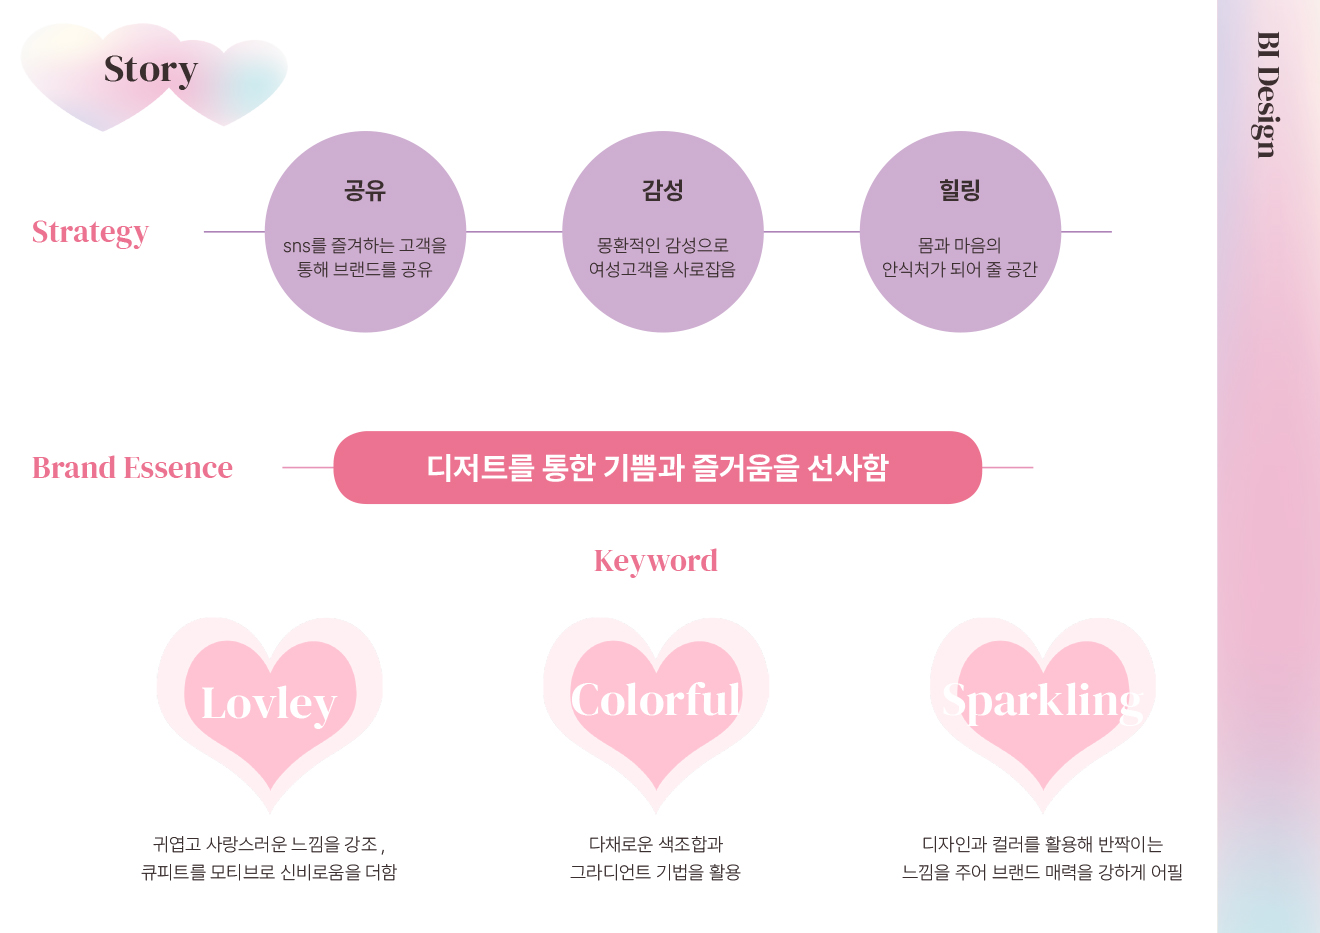 Story
BI Design
Strategy
공유
sns를 즐겨하는 고객을
통해 브랜드를 공유
감성
몽환적인 감성으로
여성고객을 사로잡음
힐링
몸과 마음의
안식처가 되어 줄 공간
Brand Essence
디저트를 통한 기쁨과 즐거움을 선사함
Keyword
Lovley
귀엽고 사랑스러운 느낌을 강조 ,
큐피트를 모티브로 신비로움을 더함
Colorful
다채로운 색조합과
그라디언트 기법을 활용
Sparkling
디자인과 컬러를 활용해 반짝이는
느낌을 주어 브랜드 매력을 강하게 어필